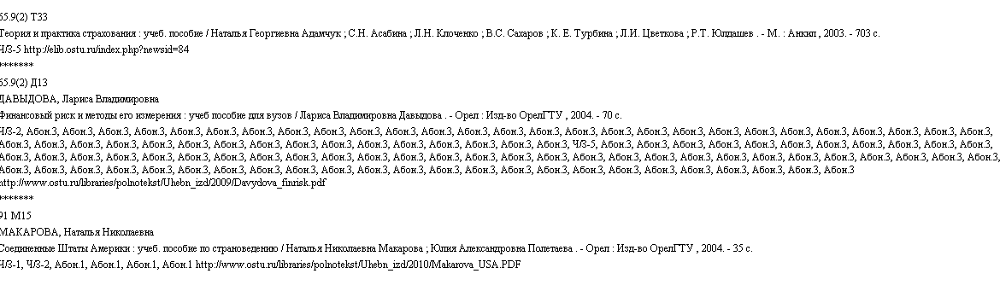 65.9(2) Т33
Теория и практика страхования : учеб. пособие / Наталья Георгиевна Адамчук ; С.Н. Асабина ; Л.Н. Клоченко ; В.С. Сахаров ; К. Е. Турбина ; Л.И. Цветкова ; Р.Т. Юлдашев . - М. : Анкил , 2003. - 703 с.
Ч/З-5 http://elib.ostu.ru/index.php?newsid=84
*******
65.9(2) Д13
ДАВЫДОВА, Лариса Владимировна
Финансовый риск и методы его измерения : учеб пособие для вузов / Лариса Владимировна Давыдова . - Орел : Изд-во ОрелГТУ , 2004. - 70 с.
Ч/З-2, Абон.3, Абон.3, Абон.3, Абон.3, Абон.3, Абон.3, Абон.3, Абон.3, Абон.3, Абон.3, Абон.3, Абон.3, Абон.3, Абон.3, Абон.3, Абон.3, Абон.3, Абон.3, Абон.3, Абон.3, Абон.3, Абон.3, Абон.3, Абон.3, Абон.3, Абон.3, Абон.3,
Абон.3, Абон.3, Абон.3, Абон.3, Абон.3, Абон.3, Абон.3, Абон.3, Абон.3, Абон.3, Абон.3, Абон.3, Абон.3, Абон.3, Абон.3, Абон.3, Ч/З-5, Абон.3, Абон.3, Абон.3, Абон.3, Абон.3, Абон.3, Абон.3, Абон.3, Абон.3, Абон.3, Абон.3,
Абон.3, Абон.3, Абон.3, Абон.3, Абон.3, Абон.3, Абон.3, Абон.3, Абон.3, Абон.3, Абон.3, Абон.3, Абон.3, Абон.3, Абон.3, Абон.3, Абон.3, Абон.3, Абон.3, Абон.3, Абон.3, Абон.3, Абон.3, Абон.3, Абон.3, Абон.3, Абон.3, Абон.3,
Абон.3, Абон.3, Абон.3, Абон.3, Абон.3, Абон.3, Абон.3, Абон.3, Абон.3, Абон.3, Абон.3, Абон.3, Абон.3, Абон.3, Абон.3, Абон.3, Абон.3, Абон.3, Абон.3, Абон.3, Абон.3, Абон.3, Абон.3, Абон.3
http://www.ostu.ru/libraries/polnotekst/Uhebn_izd/2009/Davydova_finrisk.pdf
*******
91 М15
МАКАРОВА, Наталья Николаевна
Соединенные Штаты Америки : учеб. пособие по страноведению / Наталья Николаевна Макарова ; Юлия Александровна Полетаева . - Орел : Изд-во ОрелГТУ , 2004. - 35 с.
Ч/З-1, Ч/З-2, Абон.1, Абон.1, Абон.1, Абон.1 http://www.ostu.ru/libraries/polnotekst/Uhebn_izd/2010/Makarova_USA.PDF